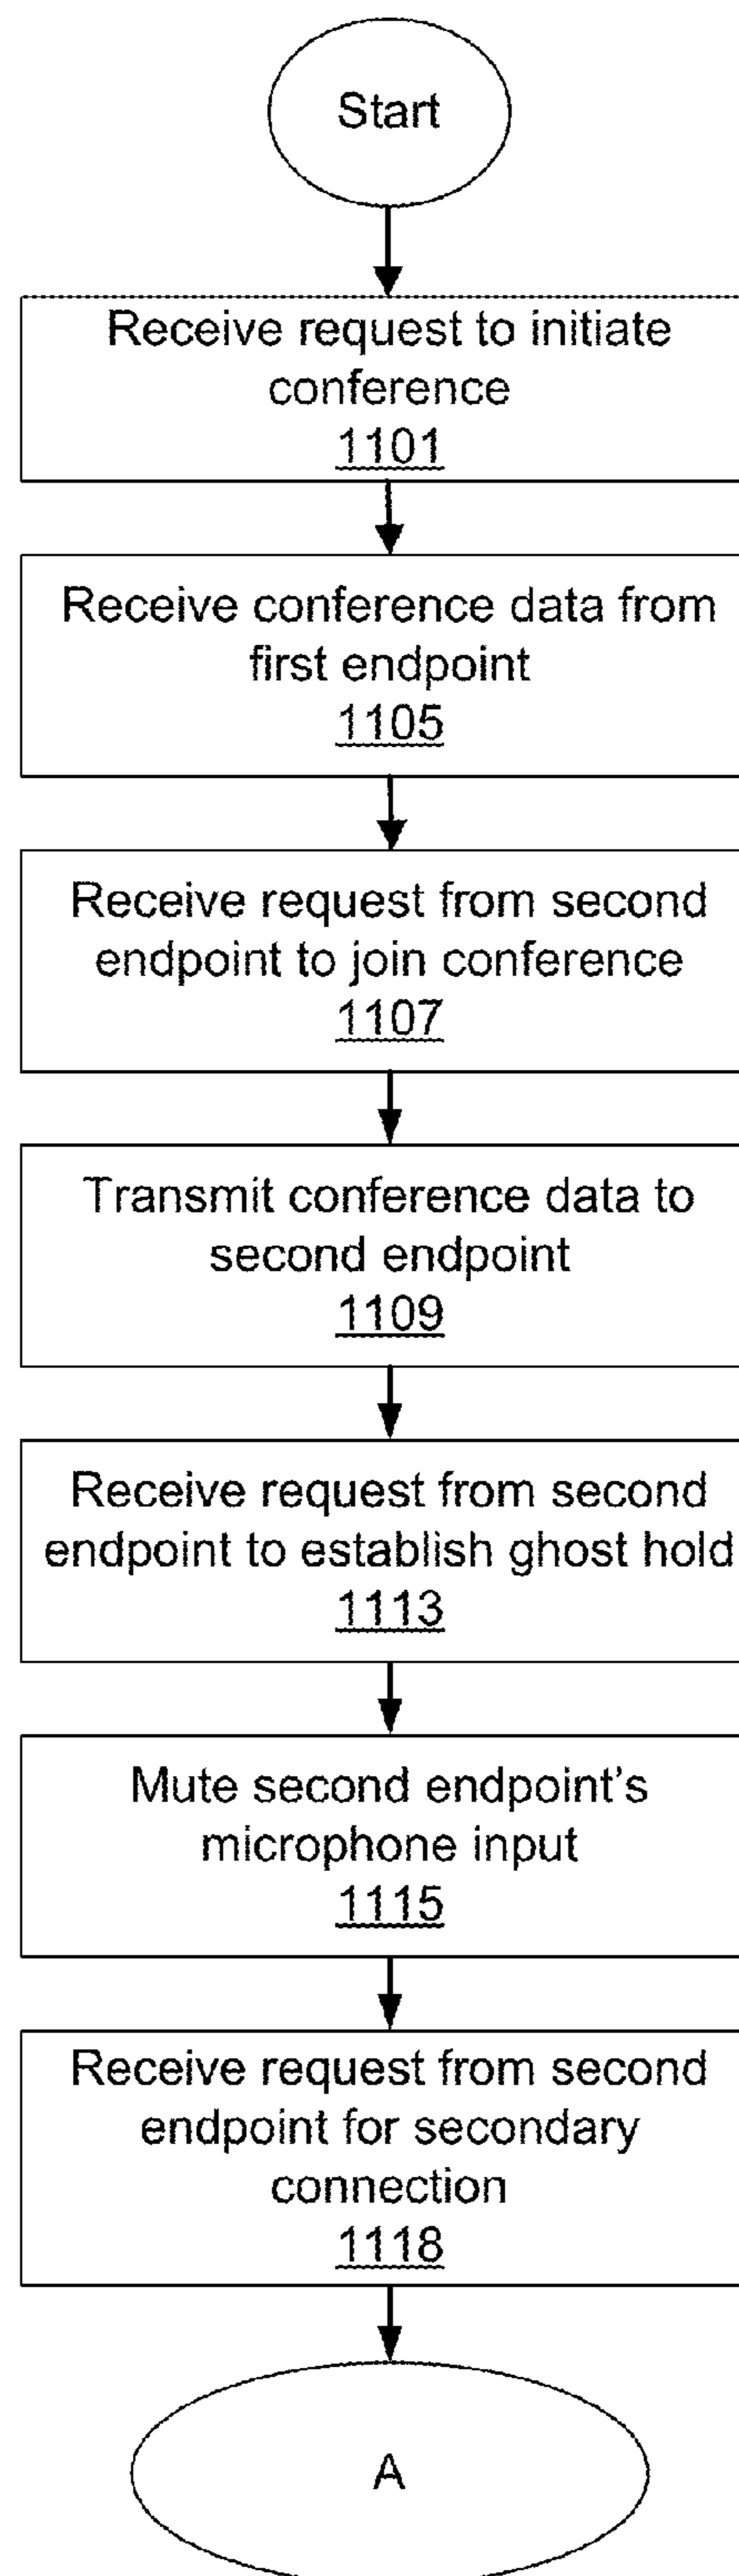 Start
Receive request to initiate
conference
1101
Receive conference data from
first endpoint
1105
Receive request from second
endpoint to join conference
1107
Transmit conference data to
second endpoint
1109
Receive request from second
endpoint to establish ghost hold
1113
Mute second endpoint's
microphone input
1115
Receive request from second
endpoint for secondary
connection
1118
A